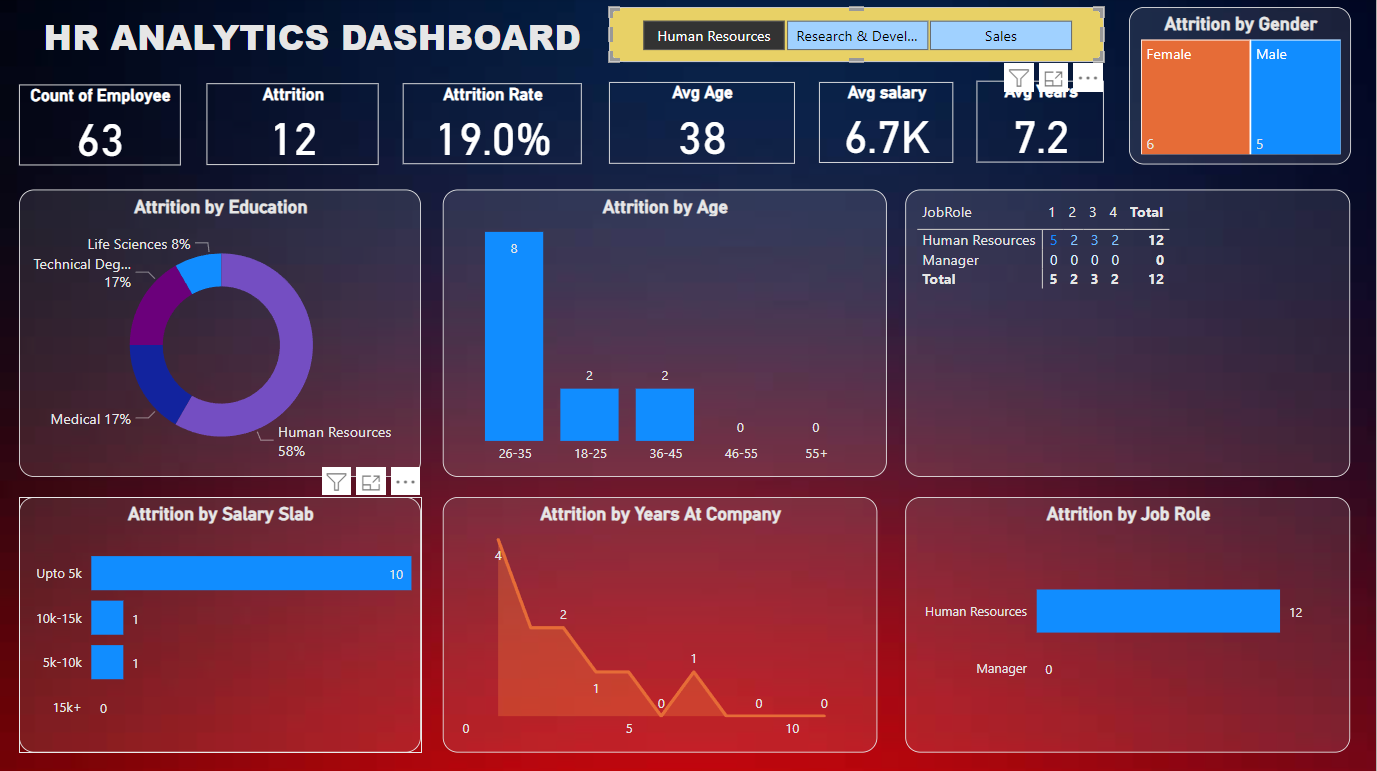 HR ANALYTICS DASHBOARD
Human Resources
Research & Devel...
Sales
Attrition by Gender
Female
Male
6
5
Count of Employee
63
Attrition
12
Attrition Rate
19.0%
Avg Age
38
Avg salary
6.7K
Avg Years
7.2
Attrition by Education
Life Sciences 8%
Technical Deg...
17%
Medical 17%
Human Resources
58%
Attrition by Age
8
2
2
0
0
26-35
18-25
36-45
46-55
55+
JobRole 1 2 3 4 Total
Human Resources 5 2 3 2 12
Manager 0 0 0 0 0
Total 5 2 3 2 12
Attrition by Salary Slab
Upto 5k 10
10k-15k 1
5k-10k 1
15k+ 0
Attrition by Years At Company
4
2
1
0
1
0
0
0
5
10
Attrition by Job Role
Human Resources 12
Manager 0